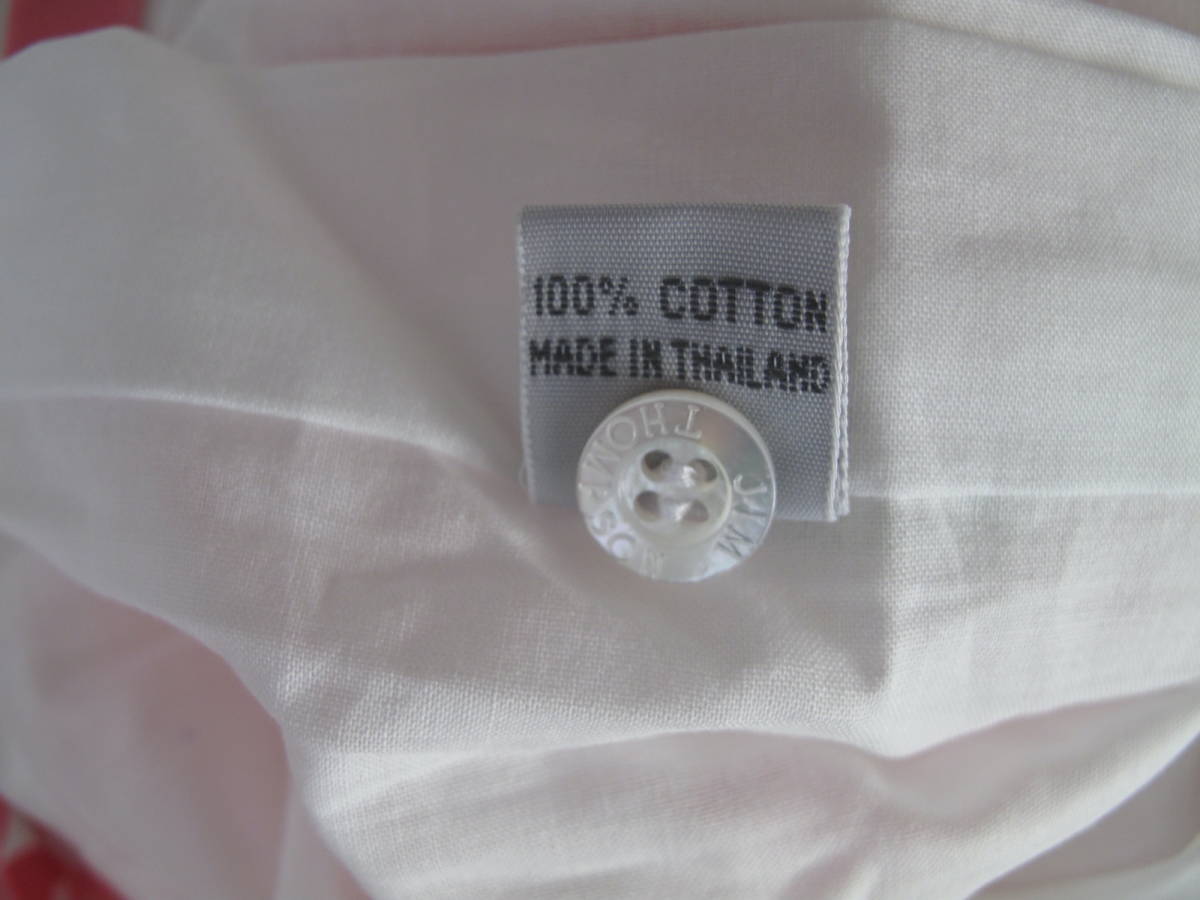 100% COTTON
MADE IN THAILAND
JIM THOMPSON